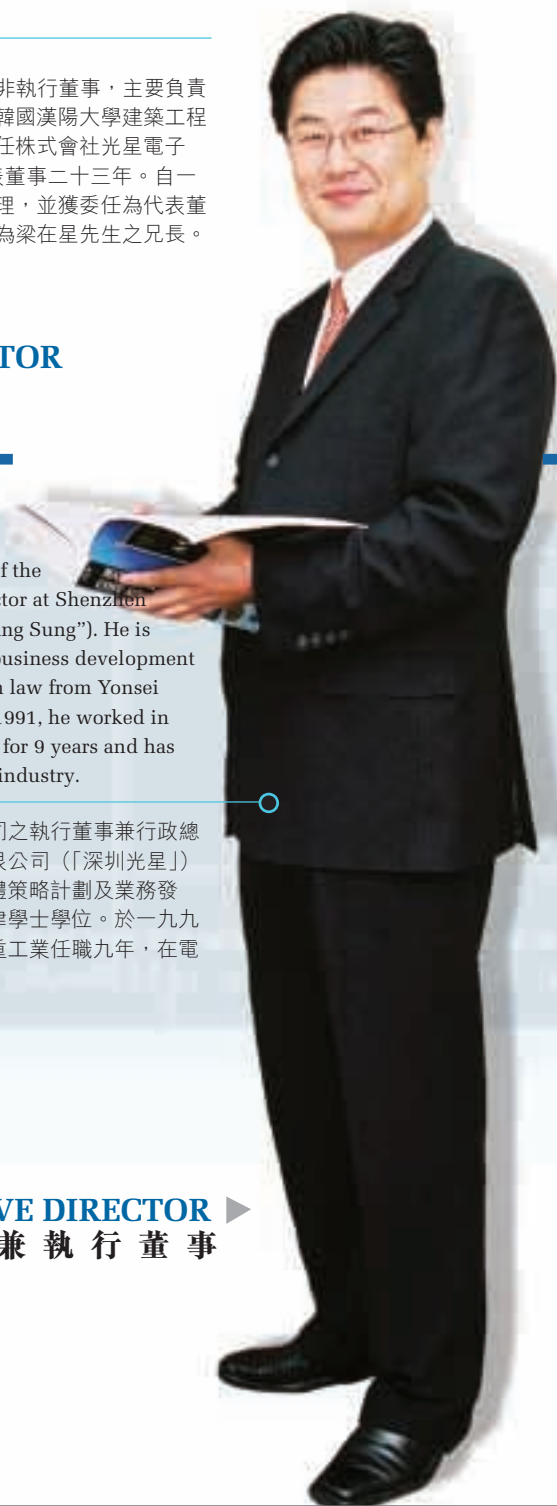 非執行董事,主要負責
韓國漢陽大學建築工程
任株式會社光星電子
表董事二十三年。自一
理,並獲委任為代表董
為梁在星先生之兄長。
TOR
f the
ctor at Shenzhen
ang Sung”). He is
business development
n law from Yonsei
1991, he worked in
for 9 years and has
industry.
司之執行董事兼行政總
限公司(「深圳光星」)
體策略計劃及業務發
律學士學位。於一九九
重工業任職九年,在電
VE DIRECTOR
兼執行董事